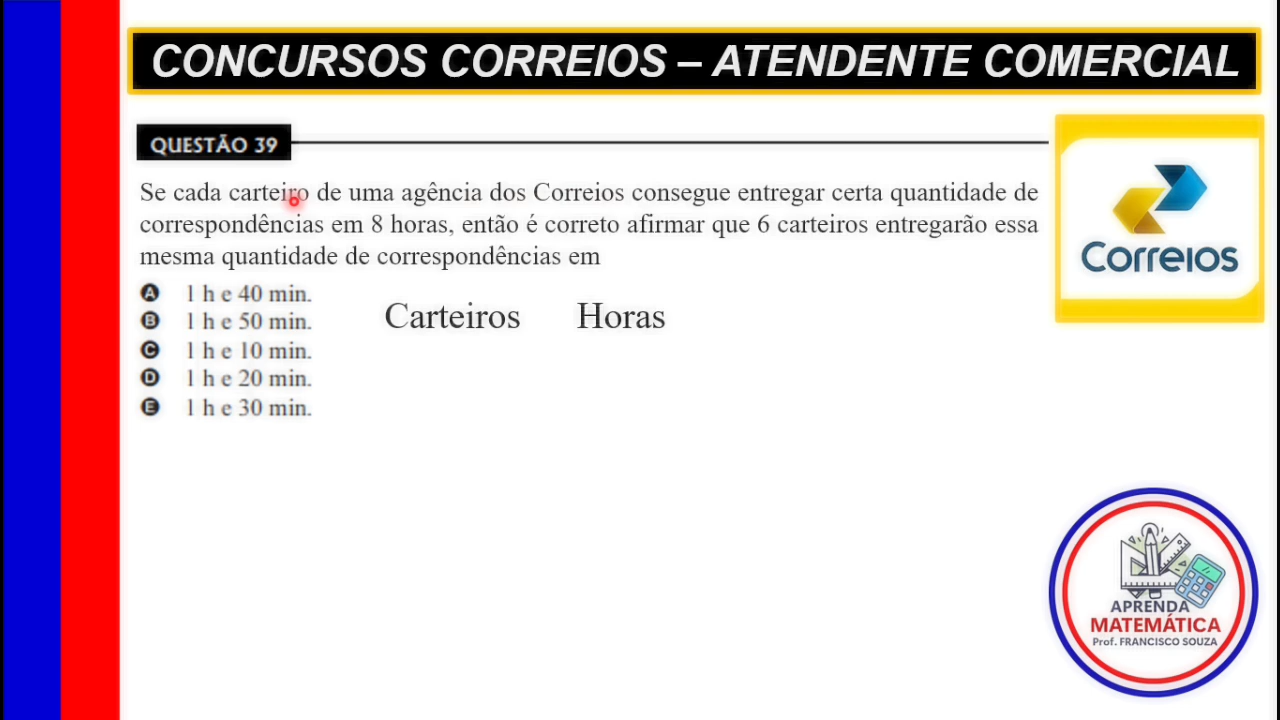 CONCURSOS CORREIOS – ATENDENTE COMERCIAL
QUESTÃO 39
Se cada carteiro de uma agência dos Correios consegue entregar certa quantidade de
correspondências em 8 horas, então é correto afirmar que 6 carteiros entregarão essa
mesma quantidade de correspondências em
A 1 h e 40 min.
B 1 h e 50 min.
C 1 h e 10 min.
D 1 h e 20 min.
E 1 h e 30 min.
Carteiros Horas
Correios
APRENDA
MATEMÁTICA
Prof. FRANCISCO SOUZA